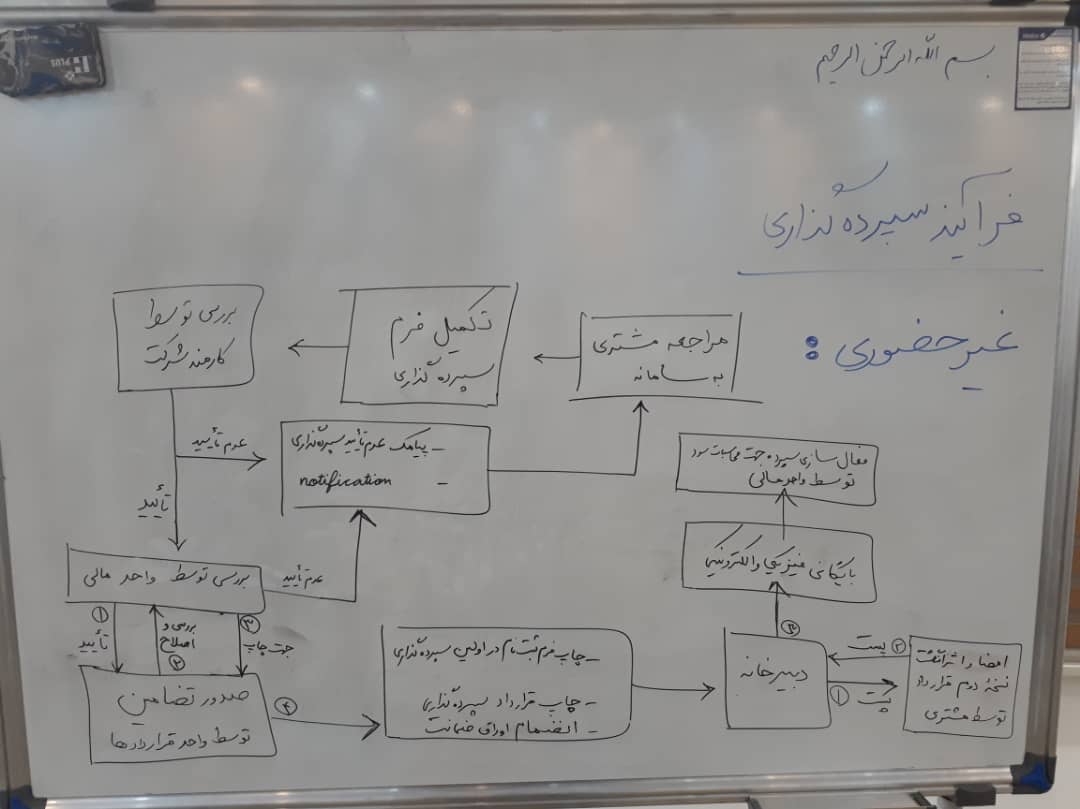 بسم الله الرحمن الرحیم
فرآیند سپرده گذاری
غیر حضوری :
مراجعه مشتری
به سامانه
تکمیل فرم
سپرده گذاری
بررسی توسط
کارمند شرکت
عدم تأیید
تأیید
- پیامک عدم تأیید سپرده گذاری
- notification
بررسی توسط واحد مالی
عدم تأیید
①
تأیید
بررسی و
اصلاح
②
③
جهت چاپ
صدور تضامین
توسط واحد قراردادها
④
- چاپ فرم ثبت نام در اولین سپرده گذاری
- چاپ قرارداد سپرده گذاری
- انضمام اوراق ضمانت
دبیرخانه
① پست
② پست
امضا و اثر انگشت
نسخهٔ دوم قرارداد
توسط مشتری
③
بایگانی فیزیکی و الکترونیکی
فعال سازی سپرده جهت محاسبات سود
توسط واحد مالی
PLUS